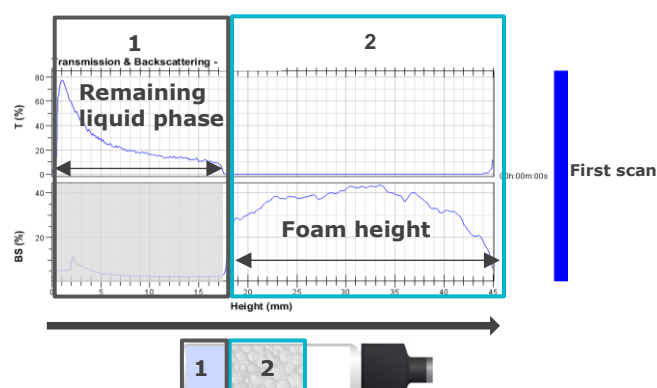 1
2
Transmission & Backscattering -
80
60
40
20
0
T (%)
Remaining
liquid phase
00h:00m:00s
First scan
40
20
BS (%)
Foam height
0
5
10
15
20
25
30
35
40
45
Height (mm)
1
2